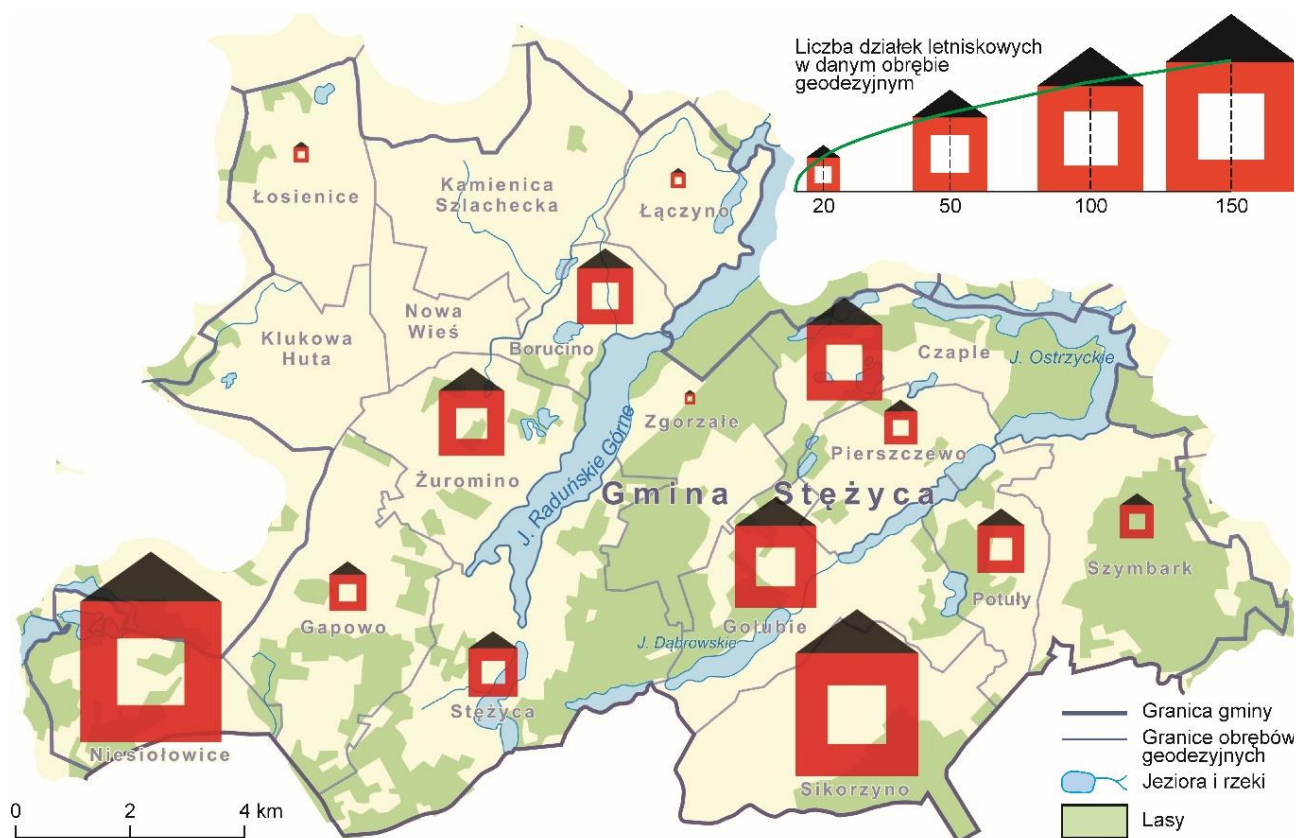 Liczba działek letniskowych
w danym obrębie
geodezyjnym
20
50
100
150
Łosienice
Kamienica
Szlachecka
Łączyno
Nowa
Wieś
Klukowa
Huta
Borucino
Czaple
J. Ostrzyckie
Zgorzałe
Pierszczewo
Żuromino
J. Raduńskie Górne
Gmina Stężyca
Szymbark
Potuły
Gapowo
Gołubie
J. Dąbrowskie
Stężyca
Niesiołowice
Sikorzyno
Granica gminy
Granice obrębów
geodezyjnych
Jeziora i rzeki
Lasy
0 2 4 km